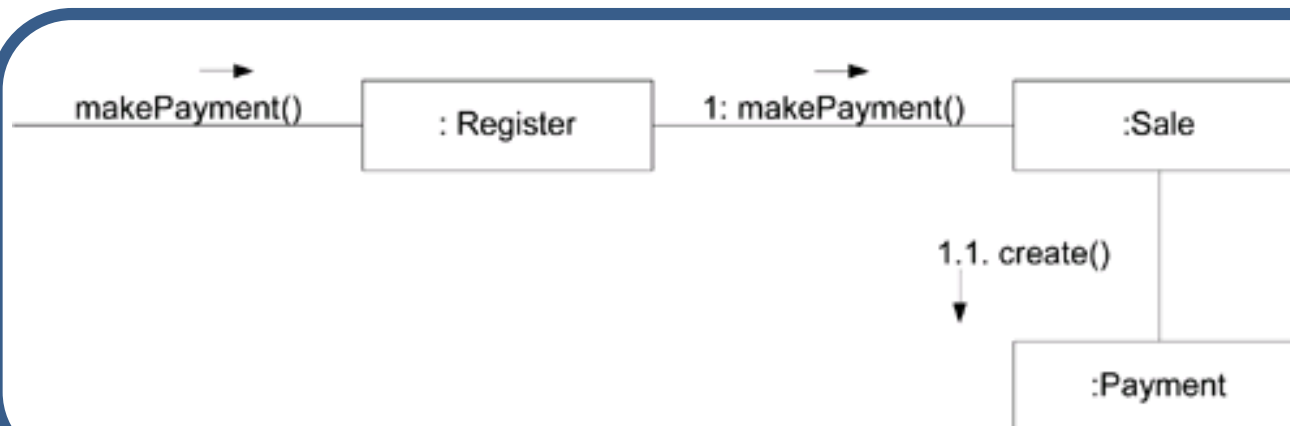 makePayment()
: Register
1: makePayment()
:Sale
1.1. create()
:Payment